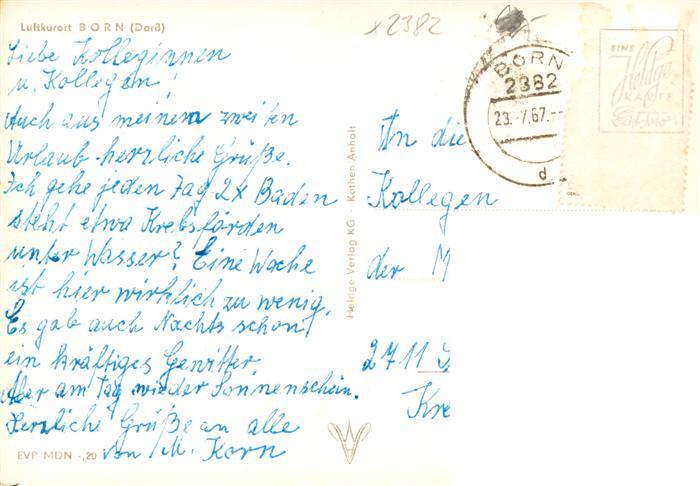 Luftkurort BORN (Darß)
x 2382
Liebe Kolleginnen
u. Kollegen!
Auch aus meinem zweiten
Urlaub herzliche Grüße.
Ich gehe jeden Tag 2x Baden
steht etwa Krebsförden
unter Wasser? Eine Woche
ist hier wirklich zu wenig.
Es gab auch Nachts schon
ein kräftiges Gewitter.
Aber am Tag wieder Sonnenschein.
Herzliche Grüße an alle
von M. Korn
EVP MDN -,20
Heldge-Verlag KG · Köthen-Anhalt
BORN
2382
23.-7.67.--
d
EINE
Heldge
KARTE
An die
Kollegen
der M
2711
Kre